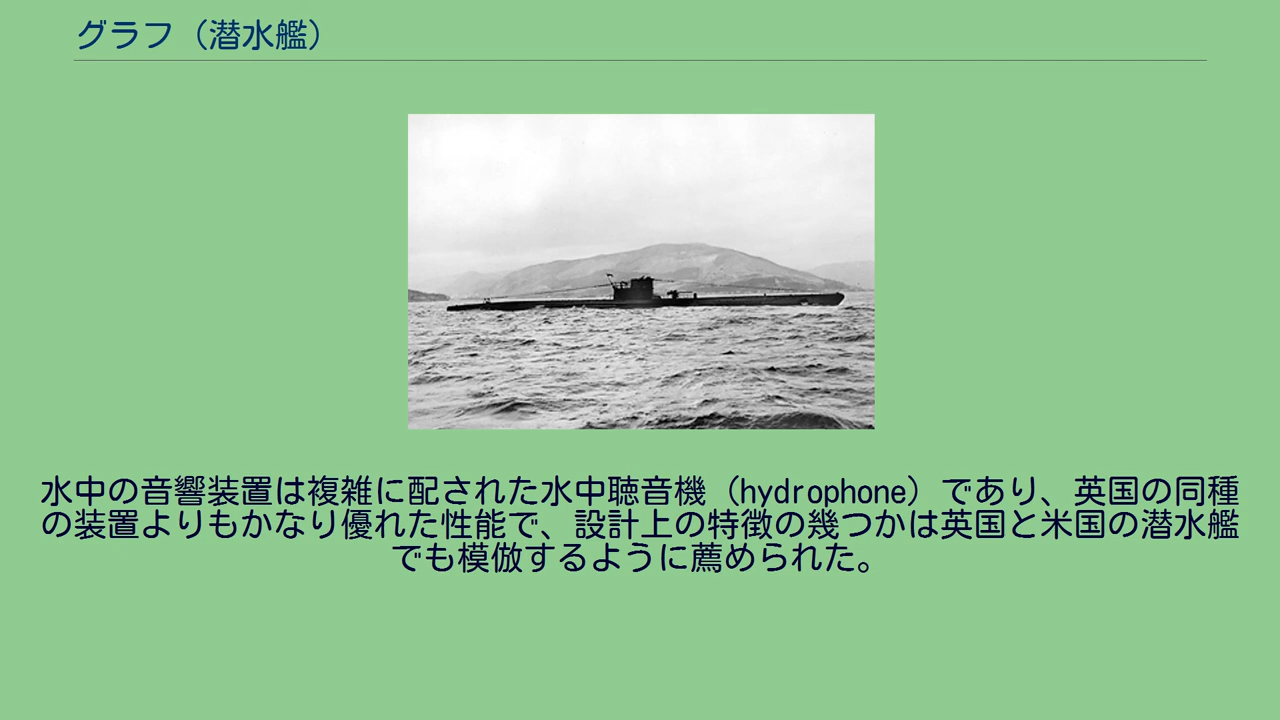 グラフ（潜水艦）
水中の音響装置は複雑に配された水中聴音機（hydrophone）であり、英国の同種
の装置よりもかなり優れた性能で、設計上の特徴の幾つかは英国と米国の潜水艦
でも模倣するように薦められた。